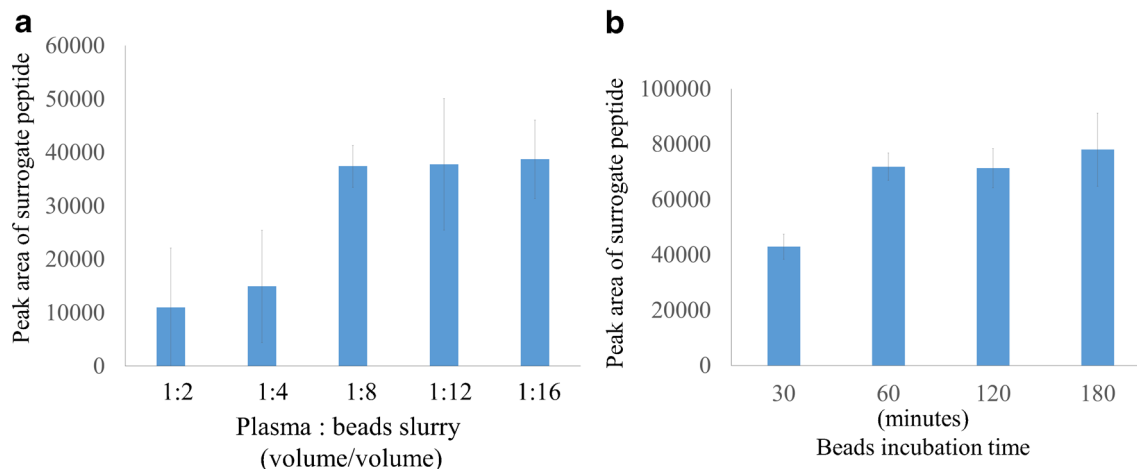 a
Peak area of surrogate peptide
60000
50000
40000
30000
20000
10000
0
1:2 1:4 1:8 1:12 1:16
Plasma : beads slurry
(volume/volume)
b
Peak area of surrogate peptide
100000
80000
60000
40000
20000
0
30 60 120 180
(minutes)
Beads incubation time